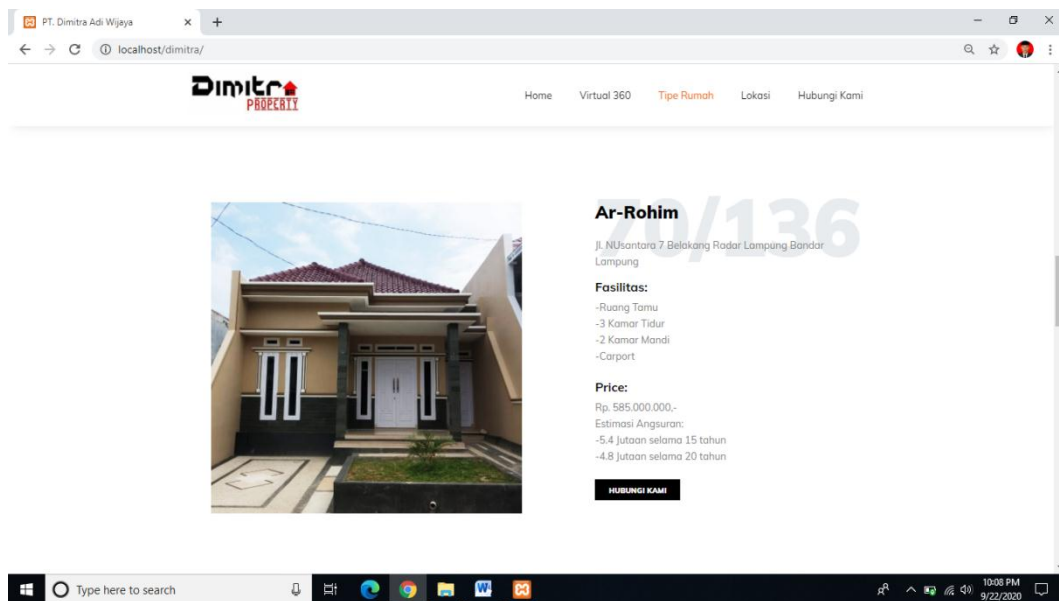 PT. Dimitra Adi Wijaya
localhost/dimitra/
Dimitra
PROPERTY
Home Virtual 360 Tipe Rumah Lokasi Hubungi Kami
70/136
Ar-Rohim
Jl. NUsantara 7 Belakang Radar Lampung Bandar
Lampung
Fasilitas:
-Ruang Tamu
-3 Kamar Tidur
-2 Kamar Mandi
-Carport
Price:
Rp. 585.000.000,-
Estimasi Angsuran:
-5.4 Jutaan selama 15 tahun
-4.8 Jutaan selama 20 tahun
HUBUNGI KAMI
Type here to search
10:08 PM
9/22/2020